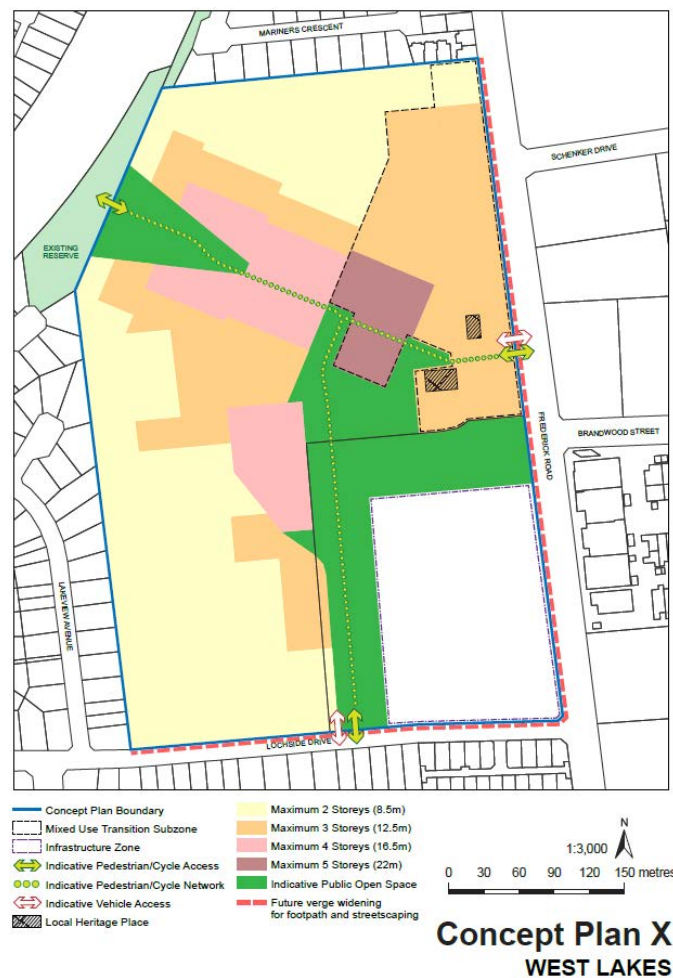 MARINERS CRESCENT
SCHENKER DRIVE
EXISTING
RESERVE
FREDERICK ROAD
BRANDWOOD STREET
LAKEVIEW AVENUE
LOCHSIDE DRIVE
Concept Plan Boundary
Mixed Use Transition Subzone
Infrastructure Zone
Indicative Pedestrian/Cycle Access
Indicative Pedestrian/Cycle Network
Indicative Vehicle Access
Local Heritage Place
Maximum 2 Storeys (8.5m)
Maximum 3 Storeys (12.5m)
Maximum 4 Storeys (16.5m)
Maximum 5 Storeys (22m)
Indicative Public Open Space
Future verge widening
for footpath and streetscaping
N
1:3,000
0 30 60 90 120 150 metres
Concept Plan X
WEST LAKES